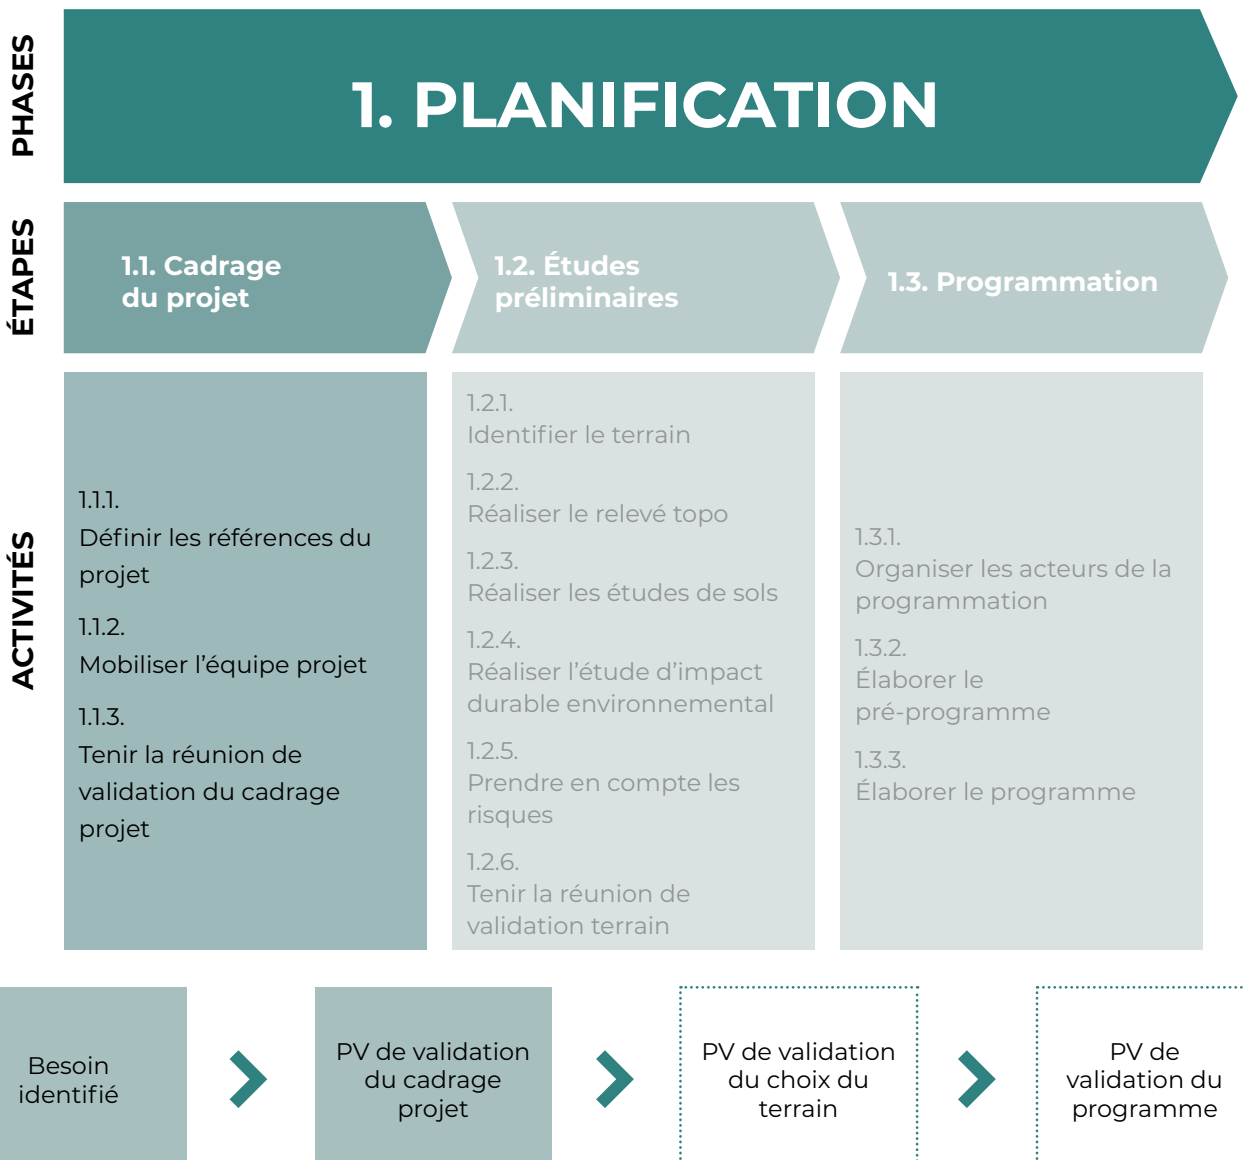 PHASES
1. PLANIFICATION
ÉTAPES
1.1. Cadrage
du projet
1.2. Études
préliminaires
1.3. Programmation
ACTIVITÉS
1.1.1.
Définir les références du
projet
1.1.2.
Mobiliser l’équipe projet
1.1.3.
Tenir la réunion de
validation du cadrage
projet
1.2.1.
Identifier le terrain
1.2.2.
Réaliser le relevé topo
1.2.3.
Réaliser les études de sols
1.2.4.
Réaliser l’étude d’impact
durable environnemental
1.2.5.
Prendre en compte les
risques
1.2.6.
Tenir la réunion de
validation terrain
1.3.1.
Organiser les acteurs de la
programmation
1.3.2.
Élaborer le
pré-programme
1.3.3.
Élaborer le programme
Besoin
identifié
PV de validation
du cadrage
projet
PV de validation
du choix du
terrain
PV de
validation du
programme